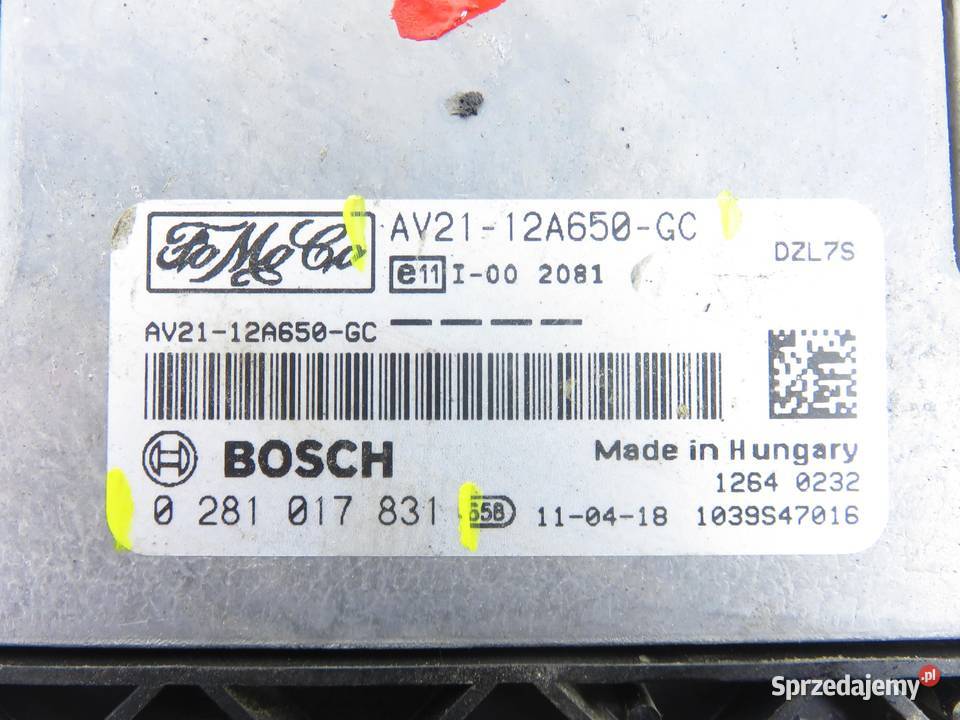 FoMoCo
AV21-12A650-GC
DZL7S
e11 I-00 2081
AV21-12A650-GC
BOSCH
Made in Hungary
1264 0232
0 281 017 831 658 11-04-18 1039S47016
Sprzedajemy.pl